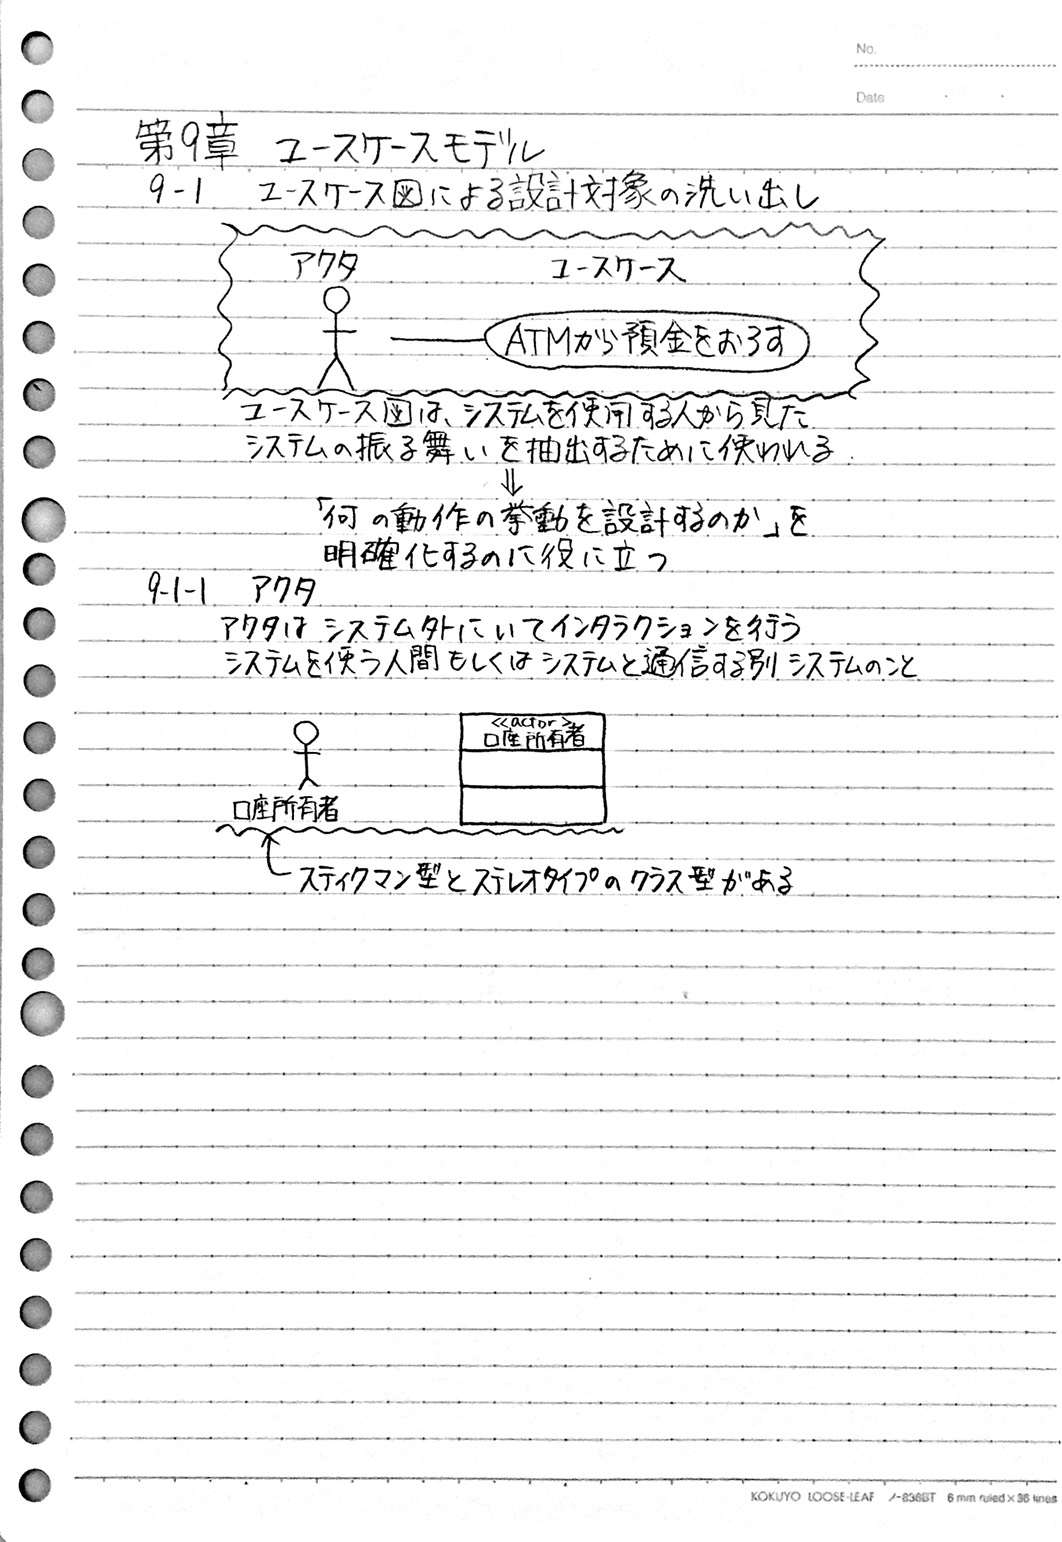 No.
Date
第9章 ユースケースモデル
9-1 ユースケース図による設計対象の洗い出し
アクタ ユースケース
ATMから預金をおろす
ユースケース図は、システムを使用する人から見た
システムの振る舞いを抽出するために使われる.
⇓
「何の動作の挙動を設計するのか」を
明確化するのに役に立つ
9-1-1 アクタ
アクタは システム外にいてインタラクションを行う
システムを使う人間もしくはシステムと通信する別システムのこと
<<actor>>
口座所有者
口座所有者
スティクマン型とステレオタイプのクラス型がある
KOKUYO LOOSE-LEAF ノ-836BT 6 mm ruled×36 lines